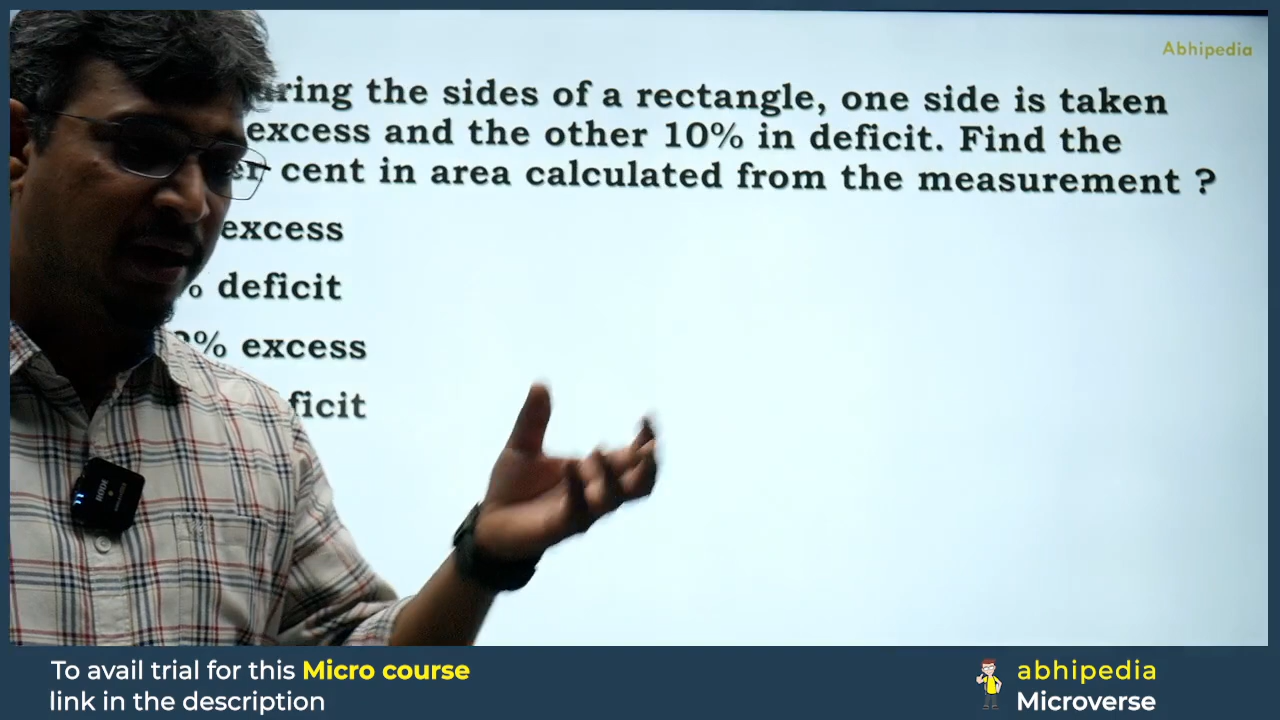 Abhipedia
the sides of a rectangle, one side is taken
excess and the other 10% in deficit. Find the
cent in area calculated from the measurement ?
excess
% deficit
% excess
RODE
To avail trial for this Micro course
link in the description
abhipedia
Microverse